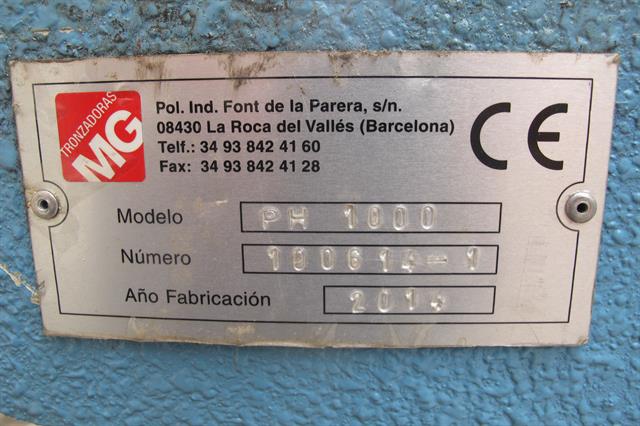 TRONZADORAS
MG
Pol. Ind. Font de la Parera, s/n.
08430 La Roca del Vallés (Barcelona)
Telf.: 34 93 842 41 60
Fax: 34 93 842 41 28
CE
Modelo PH 1000
Número 100614-1
Año Fabricación 2014